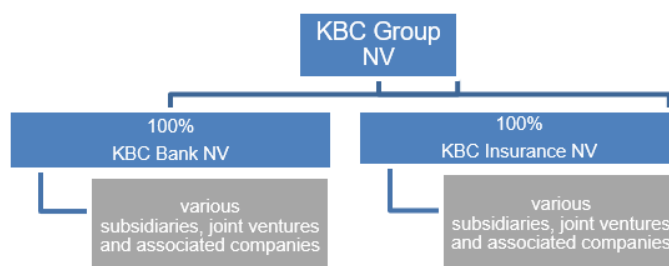 KBC Group
NV
100%
KBC Bank NV
100%
KBC Insurance NV
various
subsidiaries, joint ventures
and associated companies
various
subsidiaries, joint ventures
and associated companies